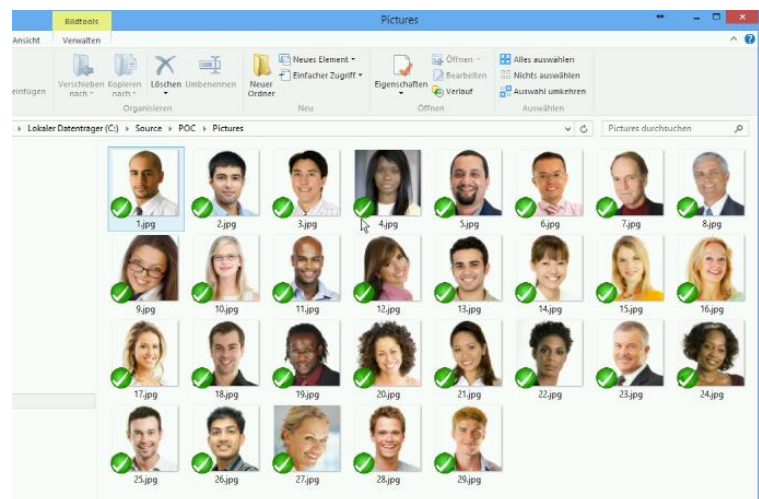 Bildtools
Pictures
Ansicht
Verwalten
einfügen
Verschieben nach
Kopieren nach
Löschen
Umbenennen
Organisieren
Neuer Ordner
Neues Element
Einfacher Zugriff
Neu
Eigenschaften
Öffnen
Bearbeiten
Verlauf
Öffnen
Alles auswählen
Nichts auswählen
Auswahl umkehren
Auswählen
Lokaler Datenträger (C:) Source POC Pictures
Pictures durchsuchen
1.jpg 2.jpg 3.jpg 4.jpg 5.jpg 6.jpg 7.jpg 8.jpg
9.jpg 10.jpg 11.jpg 12.jpg 13.jpg 14.jpg 15.jpg 16.jpg
17.jpg 18.jpg 19.jpg 20.jpg 21.jpg 22.jpg 23.jpg 24.jpg
25.jpg 26.jpg 27.jpg 28.jpg 29.jpg